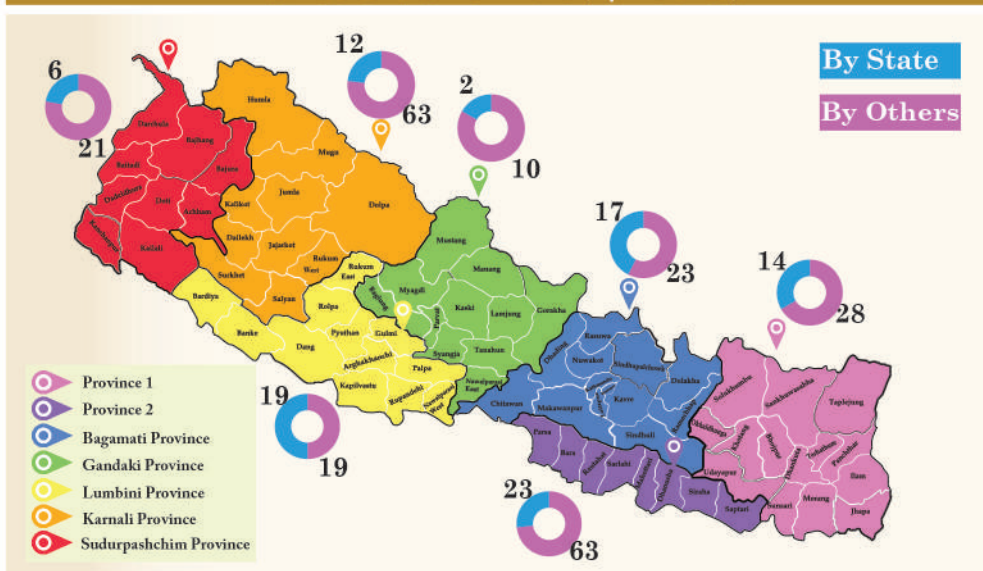 6
21
12
63
2
10
17
23
14
28
19
19
23
63
By State
By Others
Darchula
Bajhang
Bajura
Baitadi
Dadeldhura
Doti
Achham
Kanchanpur
Kailali
Humla
Mugu
Jumla
Dolpa
Kalikot
Dailekh
Jajarkot
Rukum
West
Surkhet
Salyan
Rukum
East
Bardiya
Banke
Rolpa
Pyuthan
Dang
Gulmi
Arghakhanchi
Palpa
Kapilvastu
Rupandehi
Nawalparasi
West
Mustang
Manang
Myagdi
Baglung
Parvat
Kaski
Lamjung
Gorakha
Syangja
Tanahun
Nawalparasi
East
Dhading
Rasuwa
Nuwakot
Sindhupalchowk
Dolakha
Kavre
Ramechhap
Chitawan
Makawanpur
Sindhuli
Parsa
Bara
Rautahat
Sarlahi
Mahottari
Dhanusha
Siraha
Saptari
Solukhumbu
Sankhuwasabha
Taplejung
Okhaldhunga
Khotang
Bhojpur
Dhankuta
Terhathum
Panchthar
Udayapur
Ilam
Sunsari
Morang
Jhapa
Province 1
Province 2
Bagamati Province
Gandaki Province
Lumbini Province
Karnali Province
Sudurpashchim Province